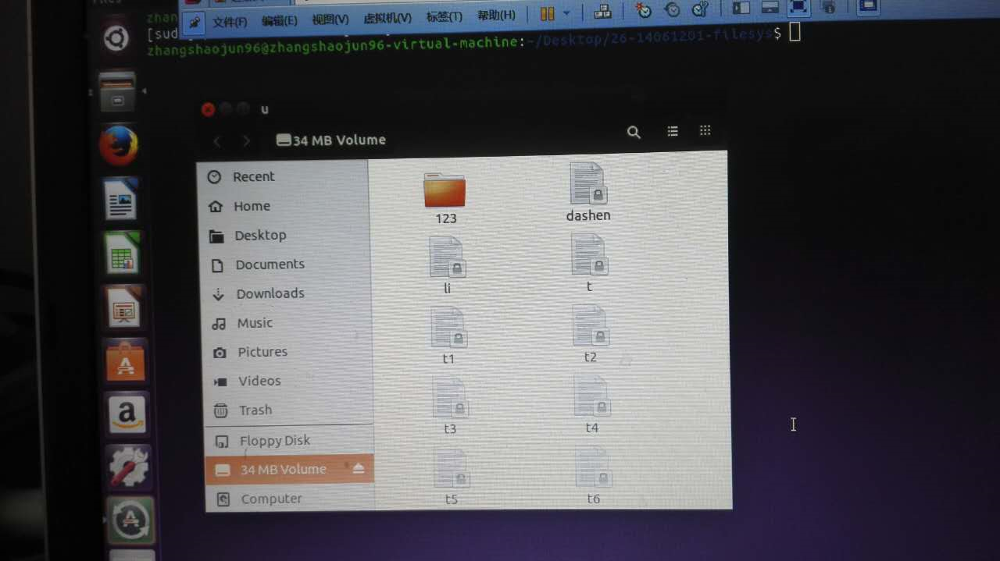 文件(F) 编辑(E) 视图(V) 虚拟机(V) 标签(T) 帮助(H)
zhan
[sud
zhangshaojun96@zhangshaojun96-virtual-machine:~/Desktop/26-14061201-filesys$
u
34 MB Volume
Recent
Home
Desktop
Documents
Downloads
Music
Pictures
Videos
Trash
Floppy Disk
34 MB Volume
Computer
123
dashen
li
t
t1
t2
t3
t4
t5
t6